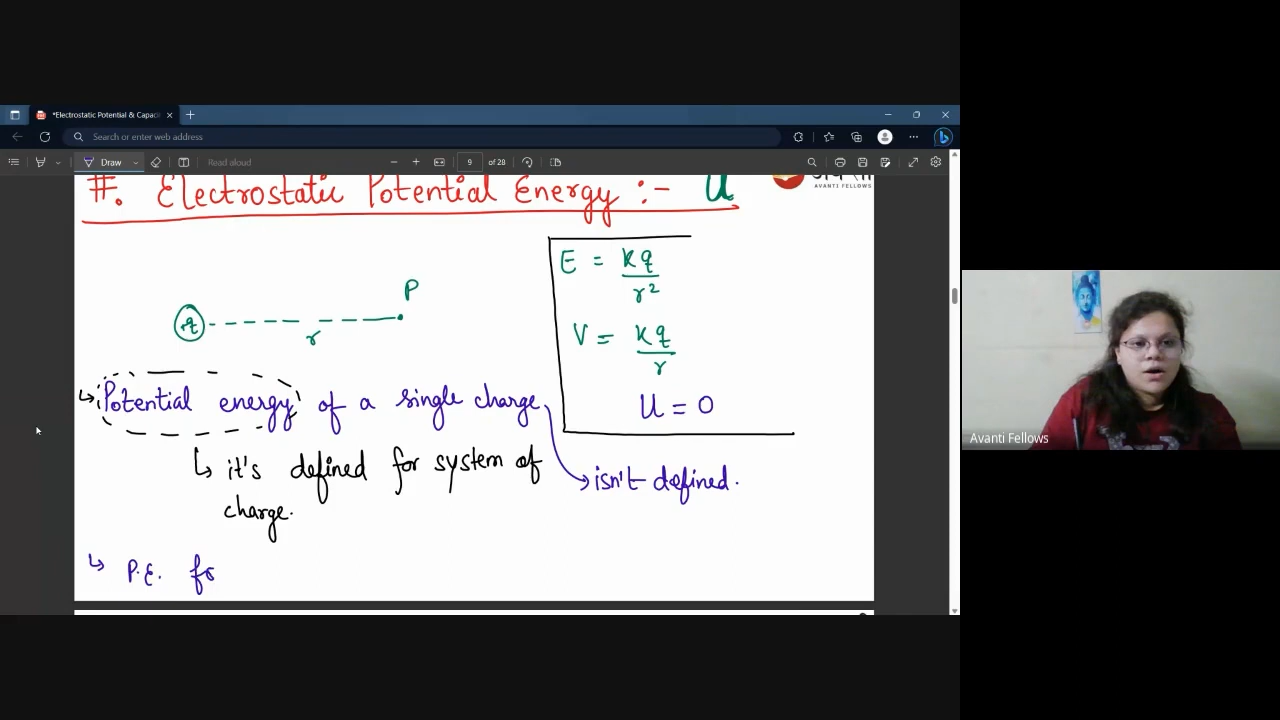 *Electrostatic Potential & Capaci
Search or enter web address
Draw
Read aloud
9 of 28
#. Electrostatic Potential Energy :- U
AVANTI FELLOWS
E = kq/r²
P
q
r
V = kq/r
↳ Potential energy of a single charge
U = 0
↳ it's defined for system of
charge.
→ isn't defined.
↳ P.E. fo
Avanti Fellows